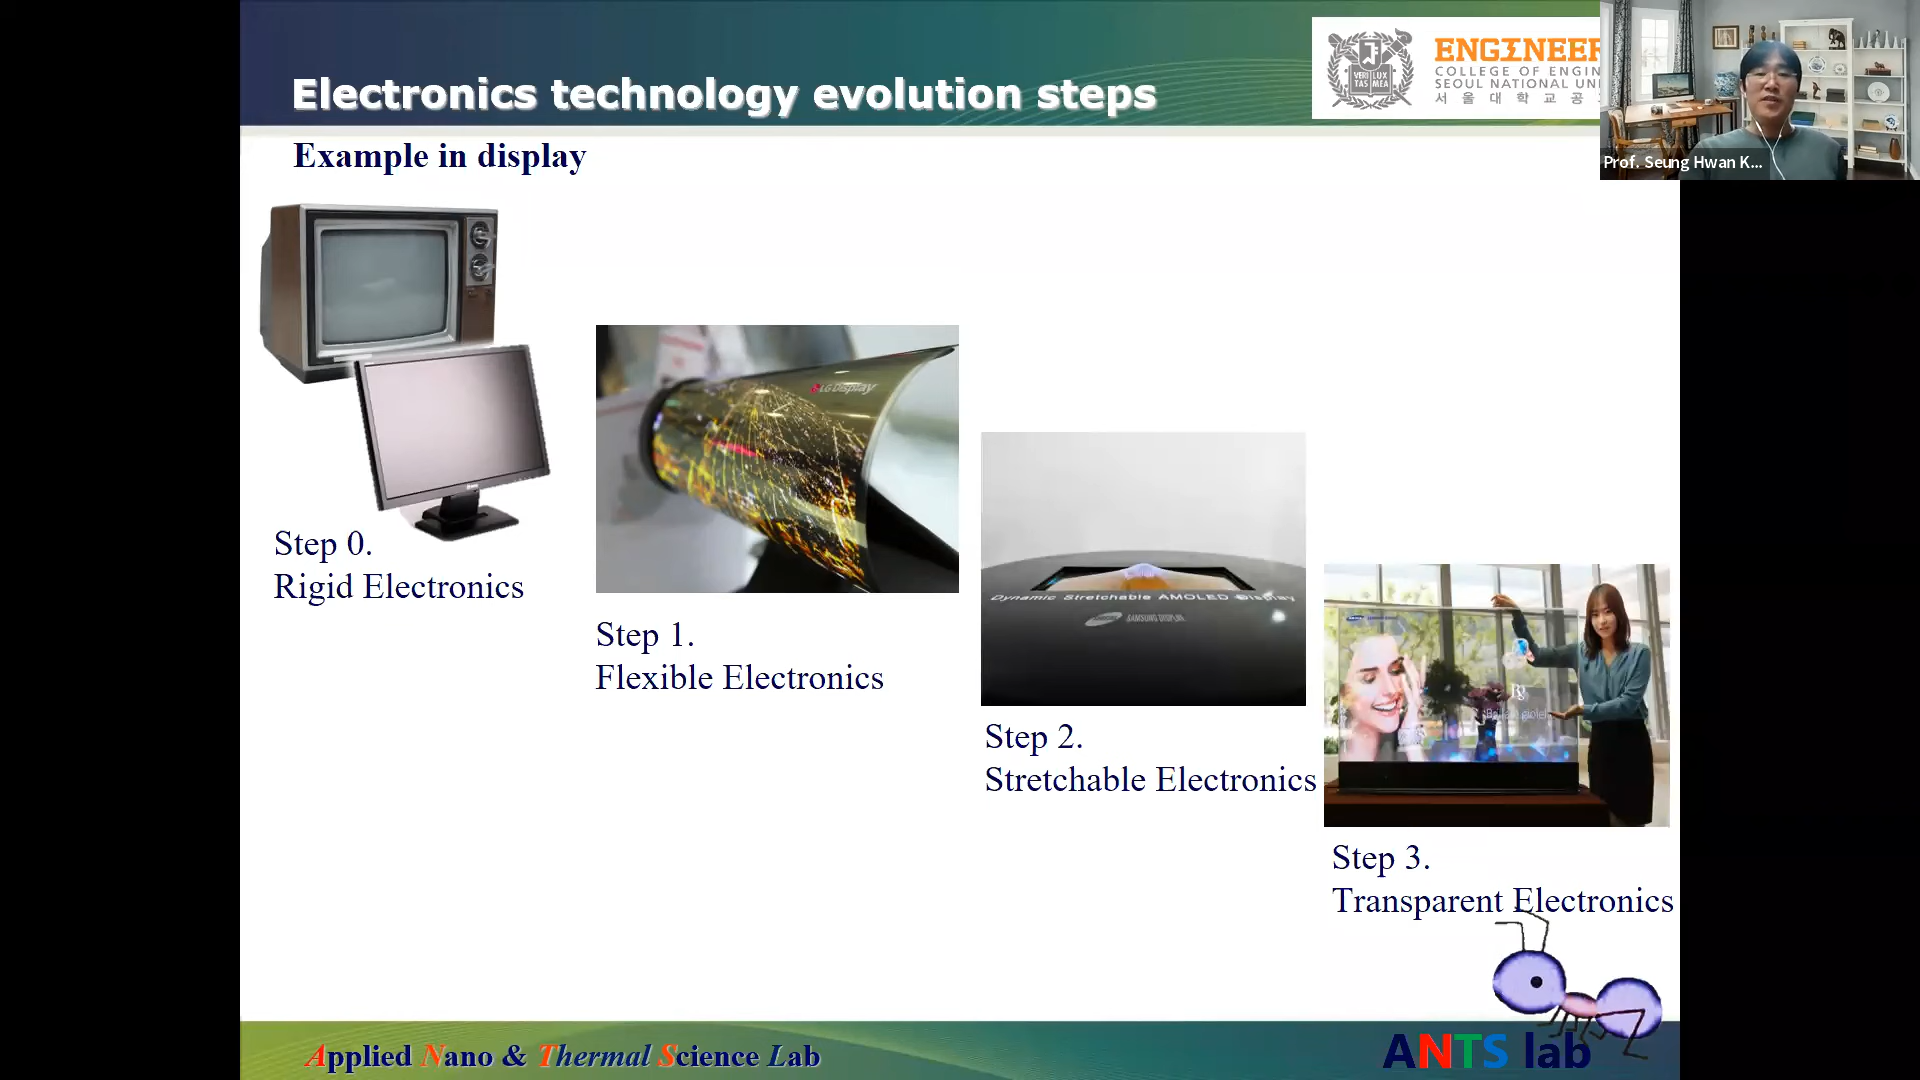 Electronics technology evolution steps
VERI
LUX
TAS
MEA
ENGINEER
COLLEGE OF ENGIN
SEOUL NATIONAL UNI
서 울 대 학 교 공
Prof. Seung Hwan K...
Example in display
LG Display
Step 0.
Rigid Electronics
Step 1.
Flexible Electronics
Dynamic Stretchable AMOLED Display
SAMSUNG DISPLAY
Step 2.
Stretchable Electronics
Step 3.
Transparent Electronics
Applied Nano & Thermal Science Lab
ANTS lab